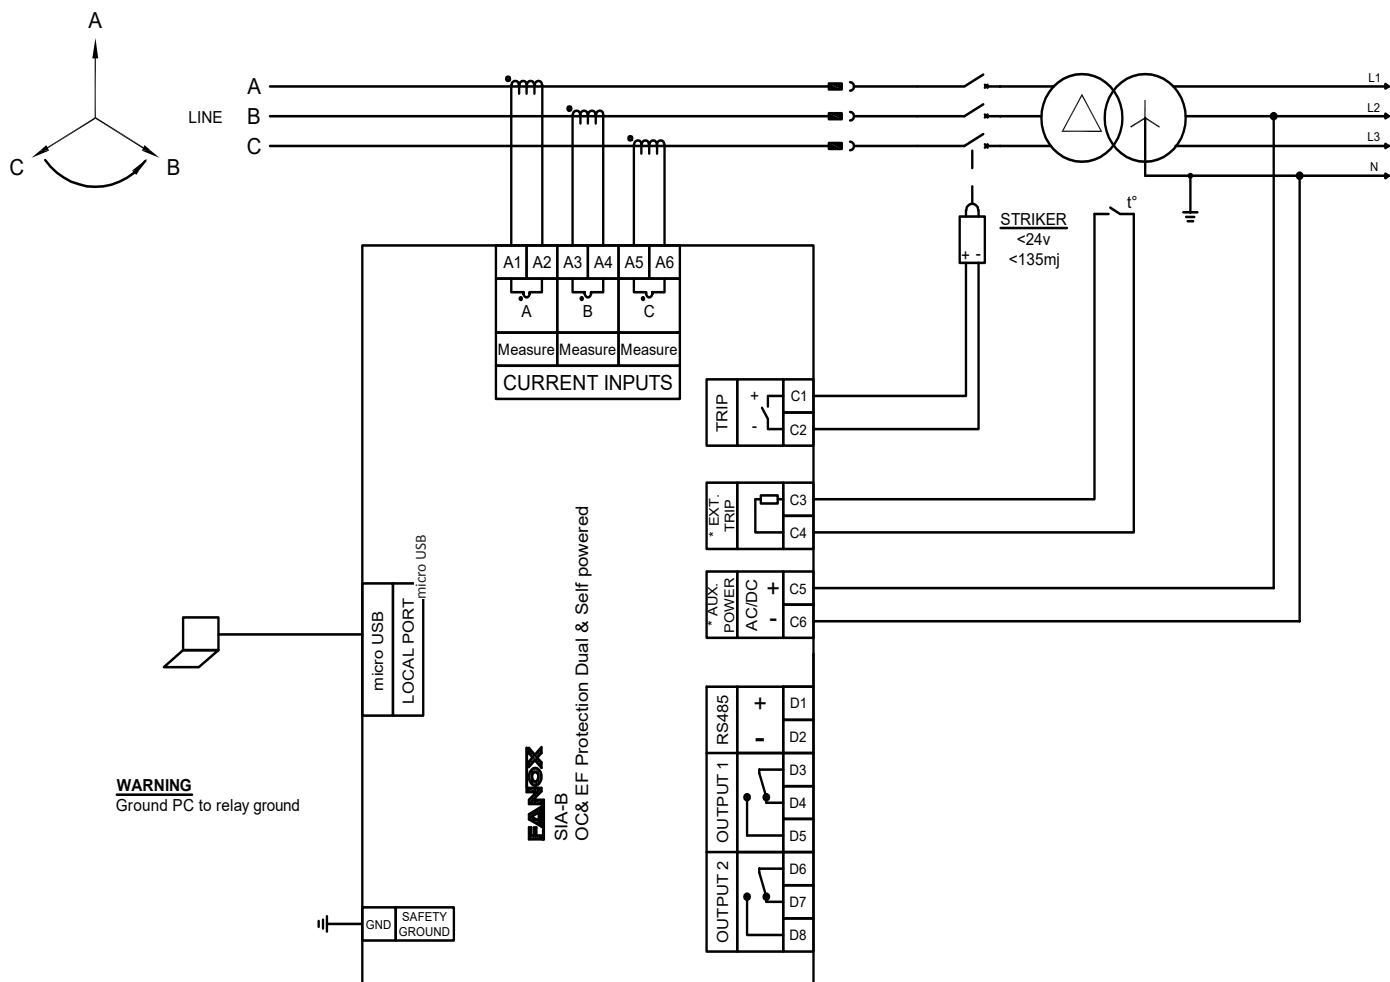 A
C
B
LINE
A
B
C
L1
L2
L3
N
STRIKER
<24v
<135mj
+ -
t°
A1 A2 A3 A4 A5 A6
A B C
Measure Measure Measure
CURRENT INPUTS
TRIP
+
-
C1
C2
* EXT.
TRIP
C3
C4
* AUX.
POWER
AC/DC
+
-
C5
C6
RS485
+
-
D1
D2
OUTPUT 1
D3
D4
D5
OUTPUT 2
D6
D7
D8
micro USB
LOCAL PORT
micro USB
FANOX
SIA-B
OC& EF Protection Dual & Self powered
WARNING
Ground PC to relay ground
GND
SAFETY
GROUND